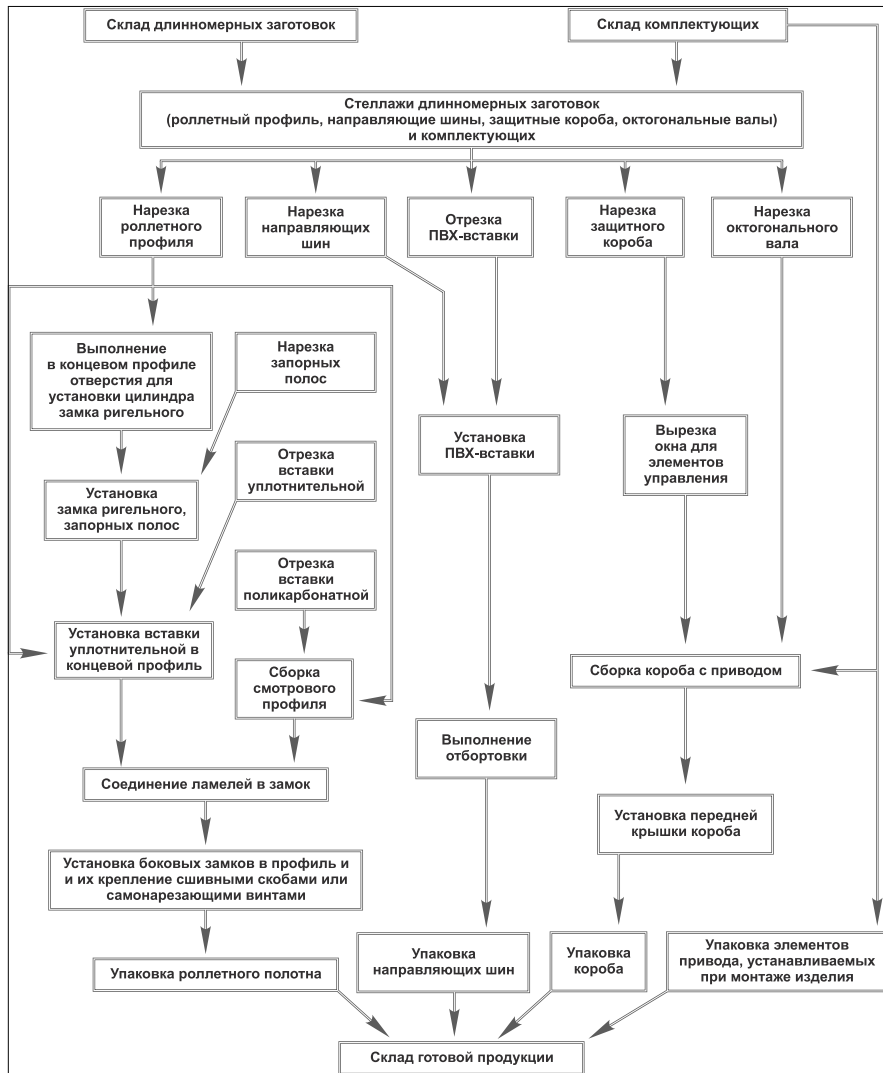 Склад длинномерных заготовок
Склад комплектующих
Стеллажи длинномерных заготовок
(роллетный профиль, направляющие шины, защитные короба, октогональные валы)
и комплектующих
Нарезка
роллетного
профиля
Нарезка
направляющих
шин
Отрезка
ПВХ-вставки
Нарезка
защитного
короба
Нарезка
октогонального
вала
Выполнение
в концевом профиле
отверстия для
установки цилиндра
замка ригельного
Нарезка
запорных
полос
Установка
ПВХ-вставки
Вырезка
окна для
элементов
управления
Отрезка
вставки
уплотнительной
Установка
замка ригельного,
запорных полос
Отрезка
вставки
поликарбонатной
Установка вставки
уплотнительной в
концевой профиль
Сборка
смотрового
профиля
Сборка короба с приводом
Выполнение
отбортовки
Соединение ламелей в замок
Установка передней
крышки короба
Установка боковых замков в профиль и
и их крепление сшивными скобами или
самонарезающими винтами
Упаковка роллетного полотна
Упаковка
направляющих шин
Упаковка
короба
Упаковка элементов
привода, устанавливаемых
при монтаже изделия
Склад готовой продукции